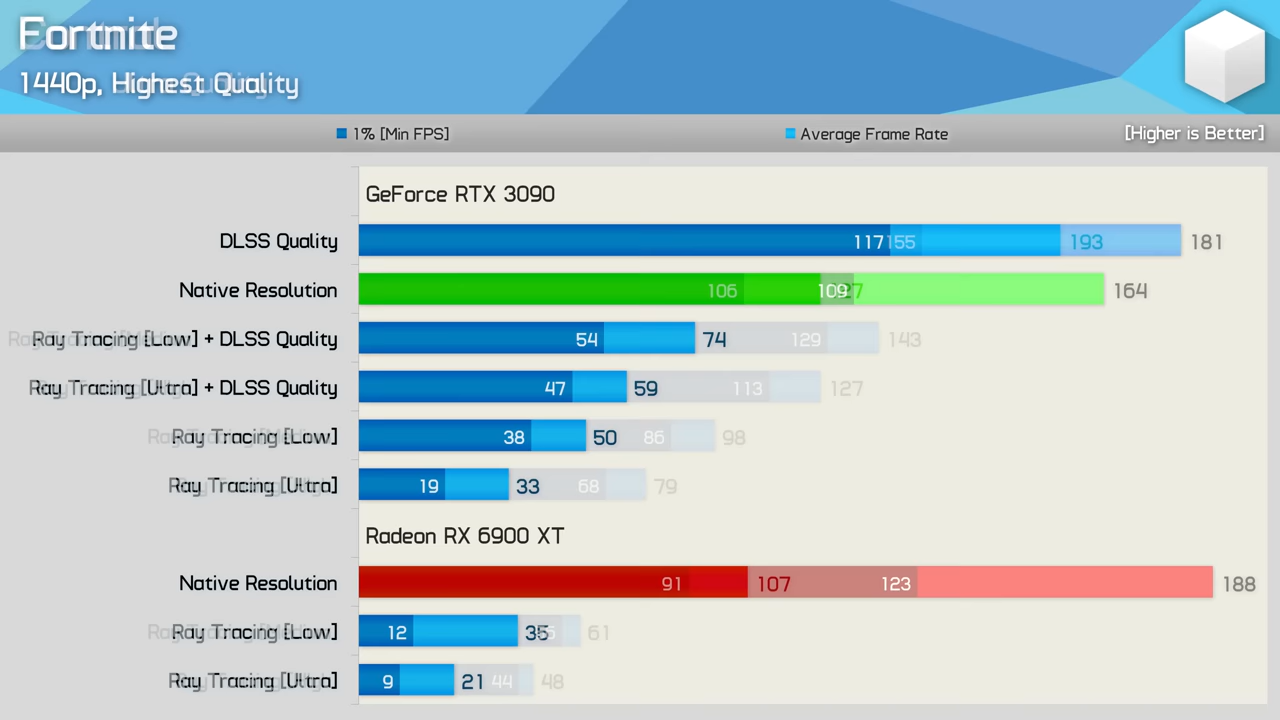 Fortnite
1440p, Highest Quality
1% [Min FPS] Average Frame Rate [Higher is Better]
GeForce RTX 3090
DLSS Quality 117 155 193 181
Native Resolution 106 109 127 164
Ray Tracing [Low] + DLSS Quality 54 74 129 143
Ray Tracing [Ultra] + DLSS Quality 47 59 113 127
Ray Tracing [Low] 38 50 86 98
Ray Tracing [Ultra] 19 33 68 79
Radeon RX 6900 XT
Native Resolution 91 107 123 188
Ray Tracing [Low] 12 35 61
Ray Tracing [Ultra] 9 21 44 48